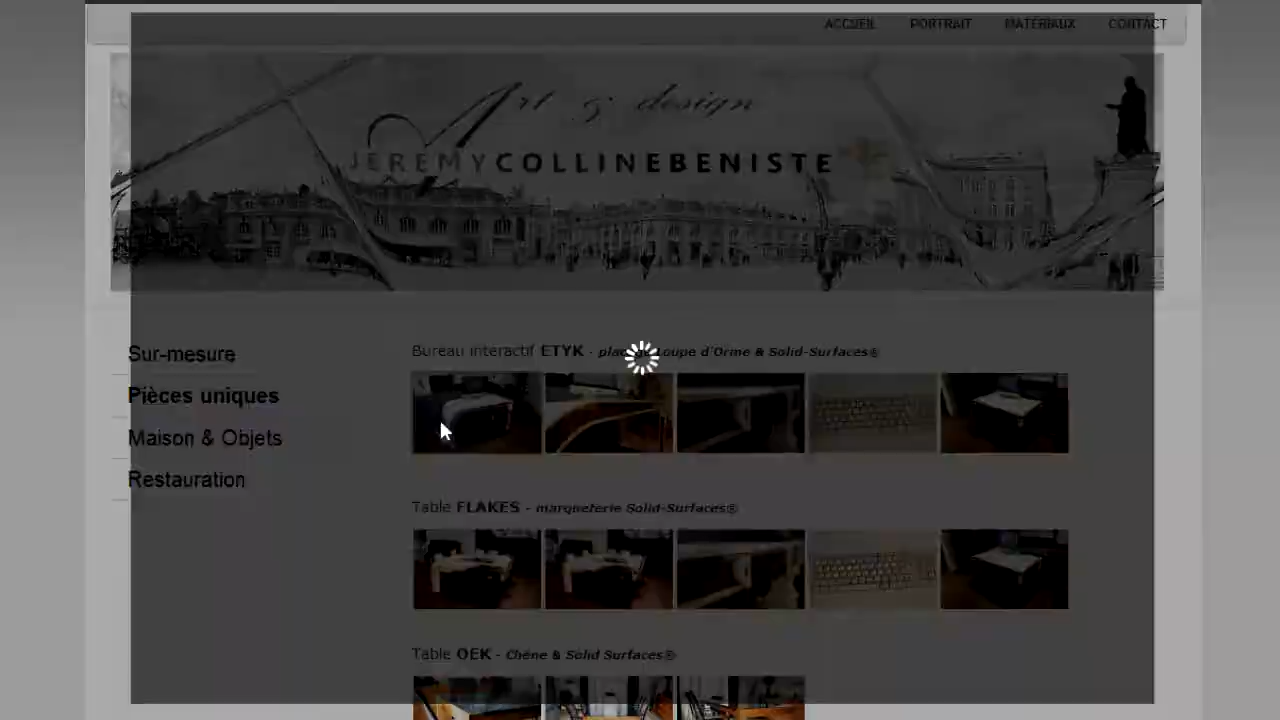 ACCUEIL PORTRAIT MATÉRIAUX CONTACT
Art & design
JEREMYCOLLINEBENISTE
Sur-mesure
Pièces uniques
Maison & Objets
Restauration
Bureau interactif ETYK - Loupe d'Orme & Solid-Surfaces®
Table FLAKES - marqueterie Solid-Surfaces®
Table OEK - Chêne & Solid Surfaces®